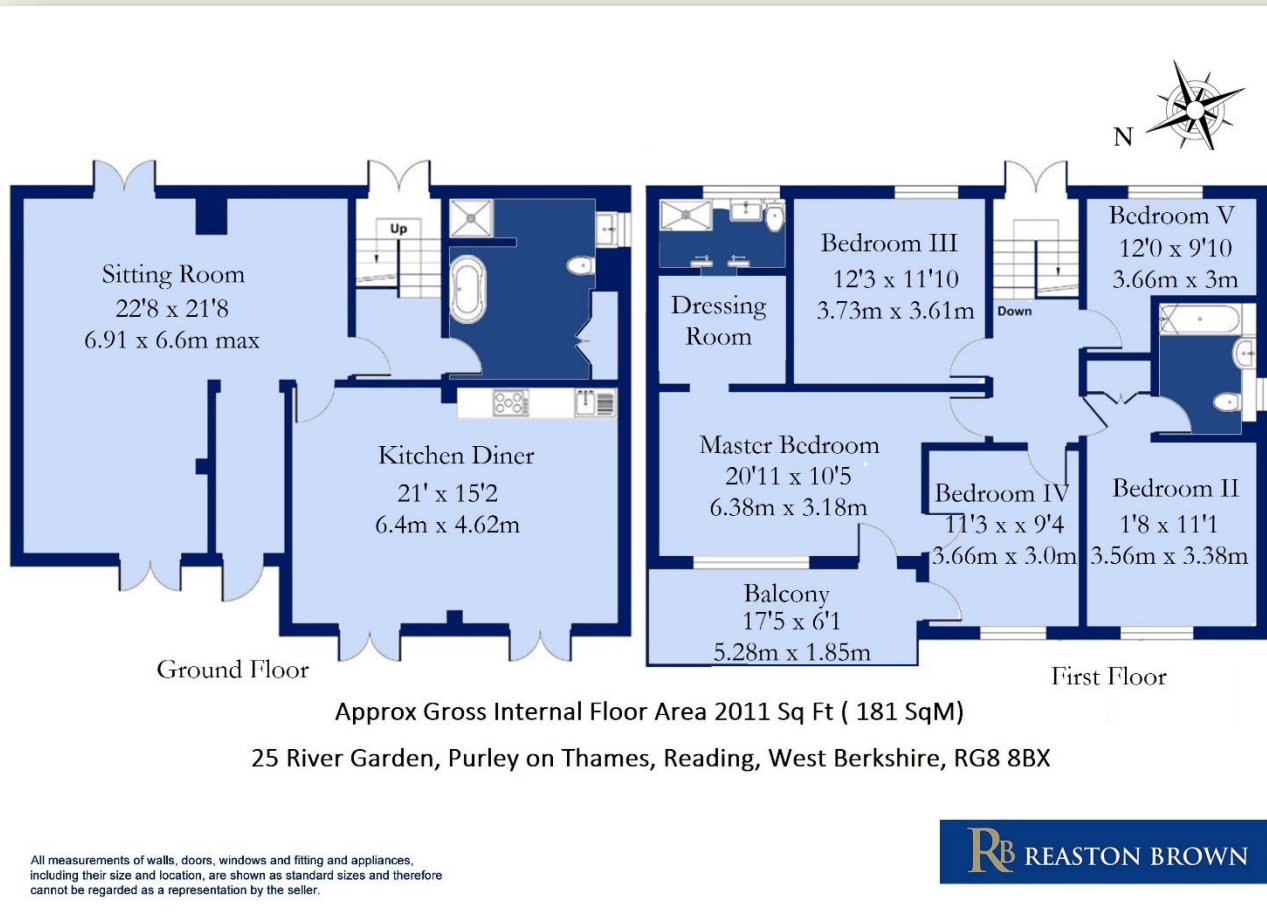 N
Sitting Room
22'8 x 21'8
6.91 x 6.6m max
Up
Kitchen Diner
21' x 15'2
6.4m x 4.62m
Ground Floor
Dressing
Room
Bedroom III
12'3 x 11'10
3.73m x 3.61m
Down
Bedroom V
12'0 x 9'10
3.66m x 3m
Master Bedroom
20'11 x 10'5
6.38m x 3.18m
Bedroom IV
11'3 x x 9'4
3.66m x 3.0m
Bedroom II
1'8 x 11'1
3.56m x 3.38m
Balcony
17'5 x 6'1
5.28m x 1.85m
First Floor
Approx Gross Internal Floor Area 2011 Sq Ft ( 181 SqM)
25 River Garden, Purley on Thames, Reading, West Berkshire, RG8 8BX
All measurements of walls, doors, windows and fitting and appliances,
including their size and location, are shown as standard sizes and therefore
cannot be regarded as a representation by the seller.
RB REASTON BROWN